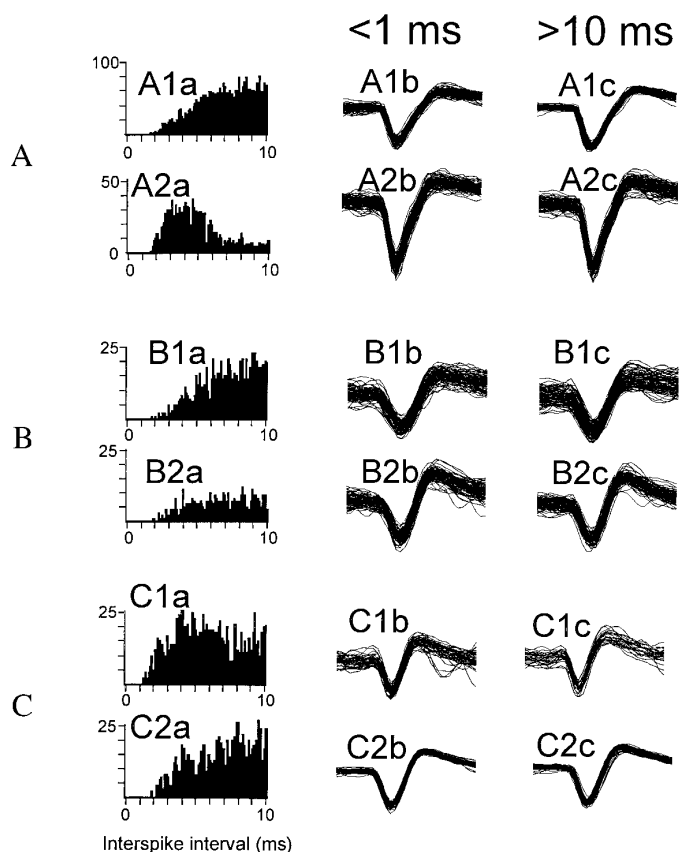 <1 ms >10 ms
A
100
A1a
0 10
A1b
A1c
50
A2a
0
0 10
A2b
A2c
B
25
B1a
0 10
B1b
B1c
25
B2a
0 10
B2b
B2c
C
25
C1a
0 10
C1b
C1c
25
C2a
0 10
C2b
C2c
Interspike interval (ms)